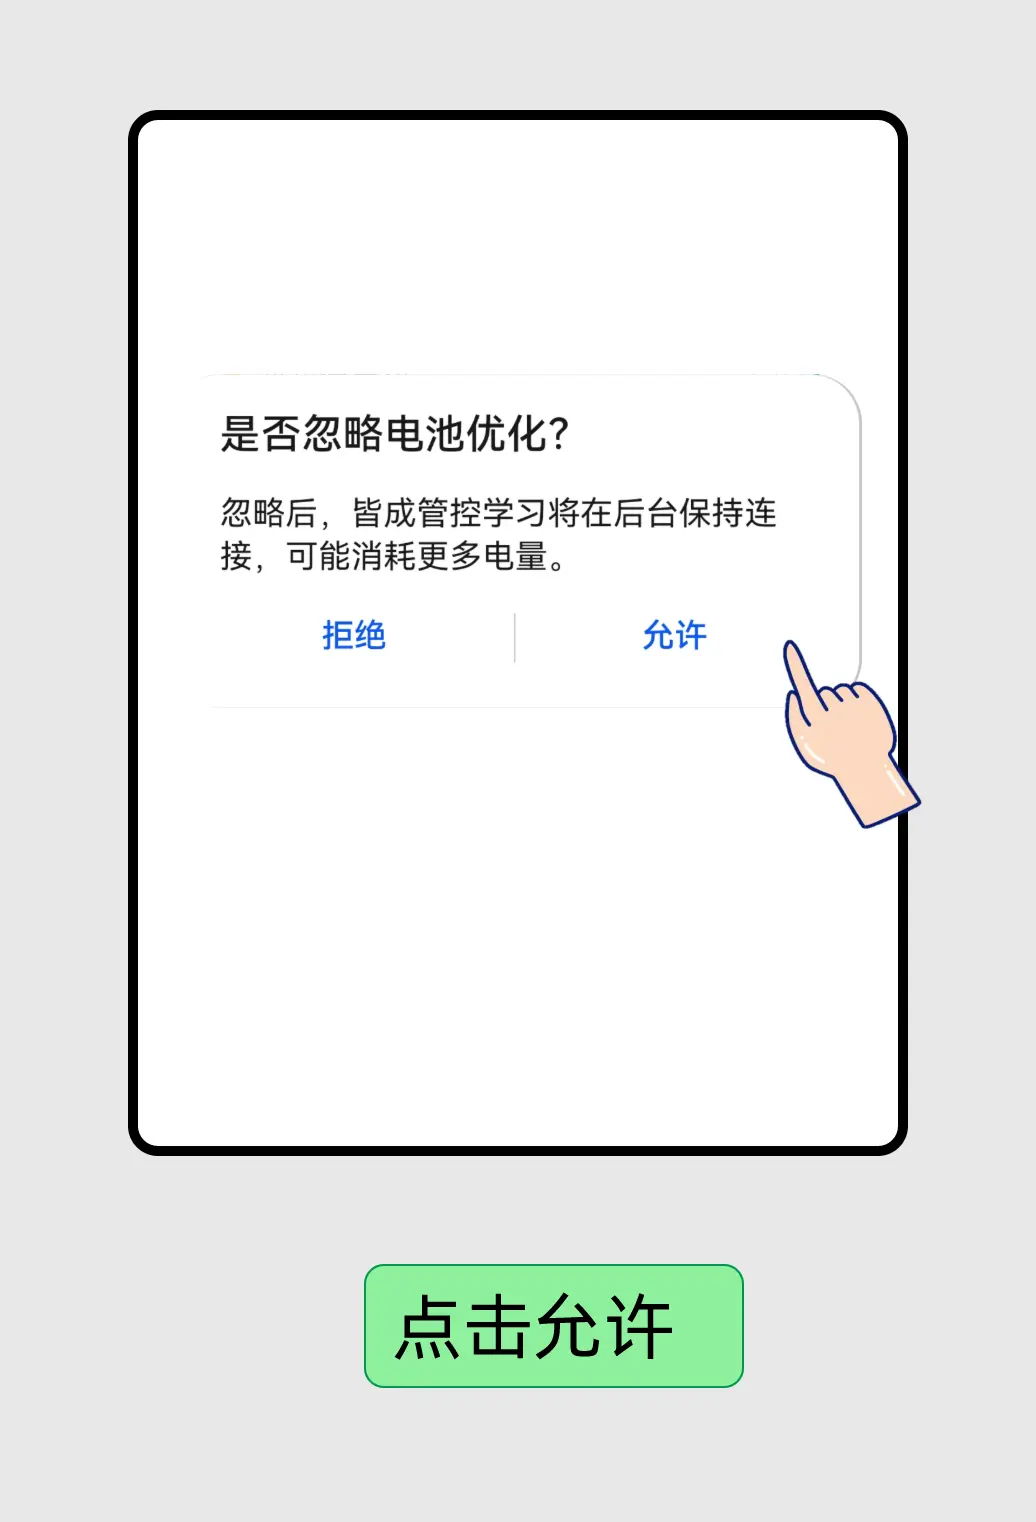 是否忽略电池优化?
忽略后，皆成管控学习将在后台保持连
接，可能消耗更多电量。
拒绝
允许
点击允许